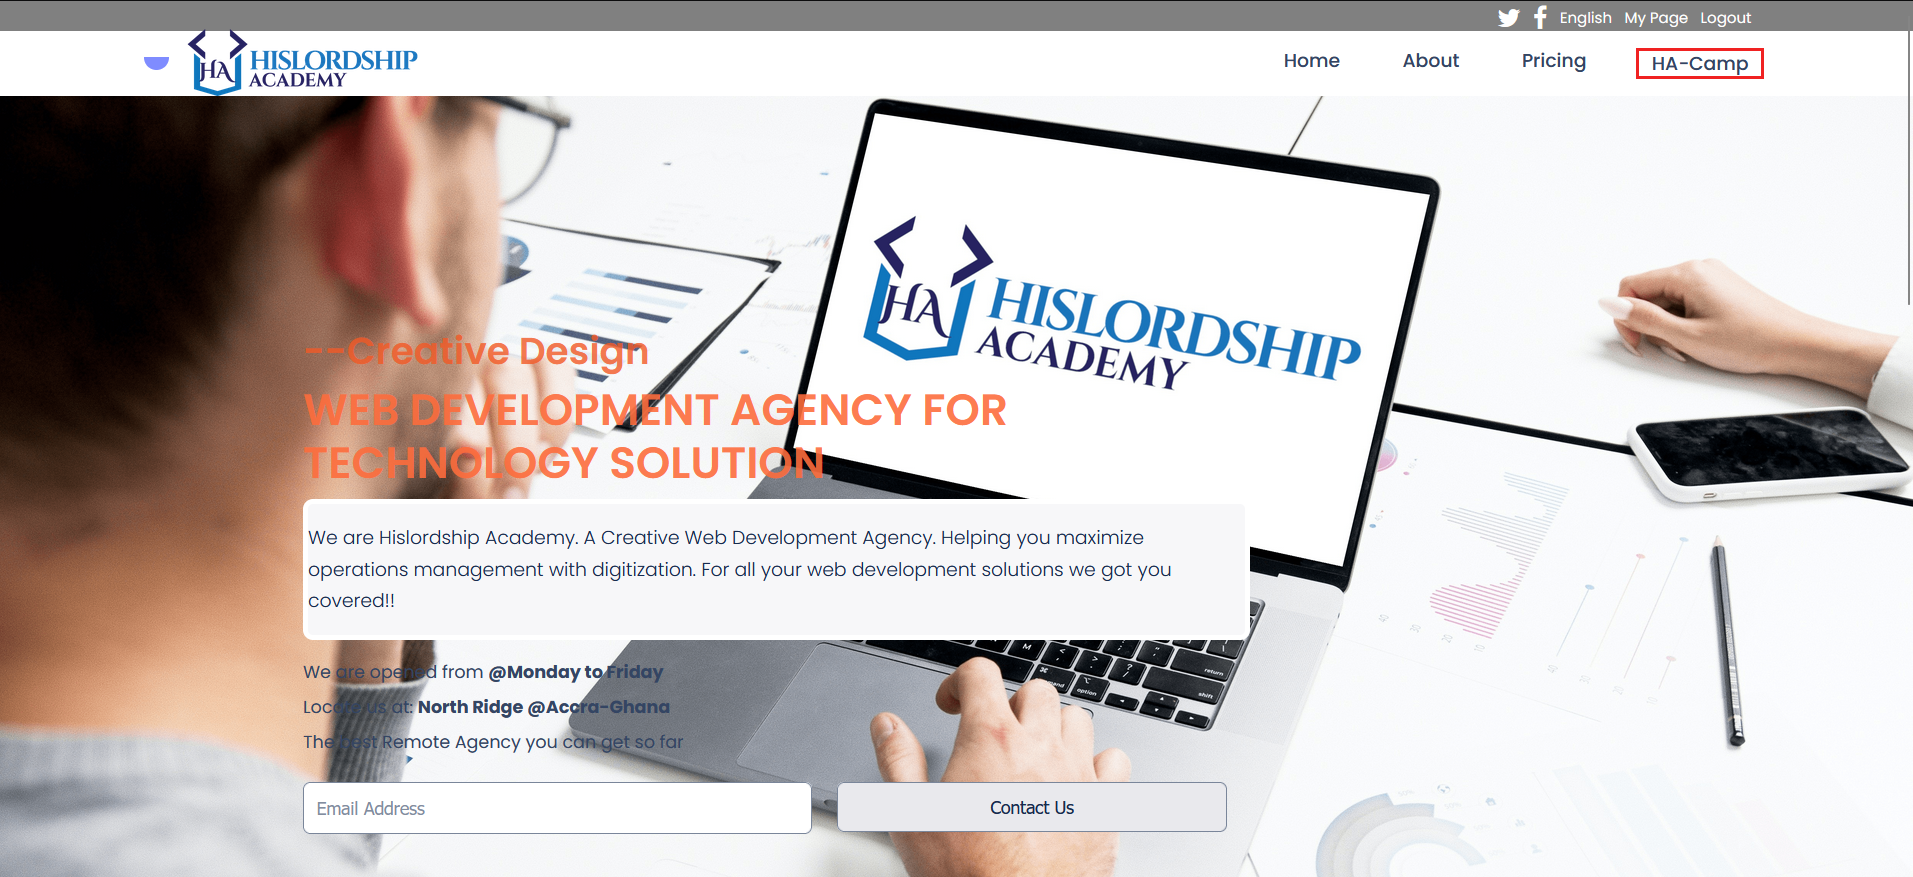 English My Page Logout
HA HISLORDSHIP
ACADEMY
Home About Pricing HA-Camp
HA HISLORDSHIP
ACADEMY
--Creative Design
WEB DEVELOPMENT AGENCY FOR
TECHNOLOGY SOLUTION
We are Hislordship Academy. A Creative Web Development Agency. Helping you maximize
operations management with digitization. For all your web development solutions we got you
covered!!
We are opened from @Monday to Friday
Locate us at: North Ridge @Accra-Ghana
The best Remote Agency you can get so far
Email Address
Contact Us
return
shift
option